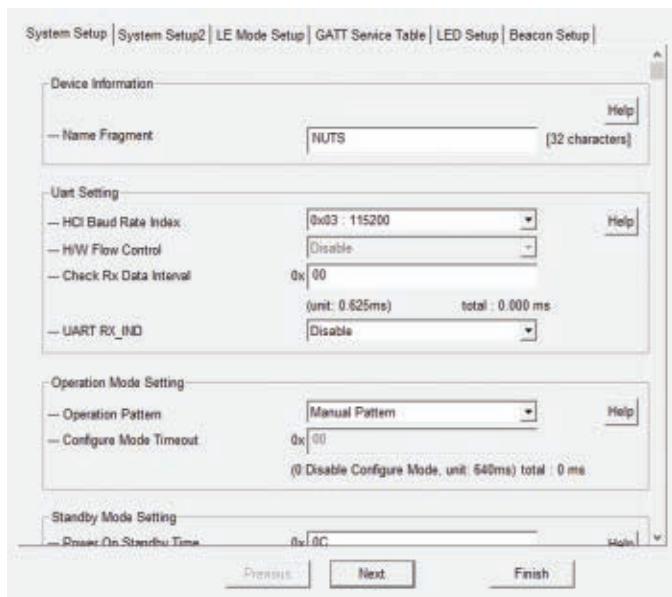 System Setup | System Setup2 | LE Mode Setup | GATT Service Table | LED Setup | Beacon Setup |
Device Information
Help
--- Name Fragment NUTS [32 characters]
Uart Setting
--- HCI Baud Rate Index 0x03 : 115200 Help
--- H/W Flow Control Disable
--- Check Rx Data Interval 0x 00
(unit: 0.625ms) total : 0.000 ms
--- UART RX_IND Disable
Operation Mode Setting
--- Operation Pattern Manual Pattern Help
--- Configure Mode Timeout 0x 00
(0:Disable Configure Mode, unit: 640ms) total : 0 ms
Standby Mode Setting
--- Power On Standby Time 0x 0C Help
Previous Next Finish